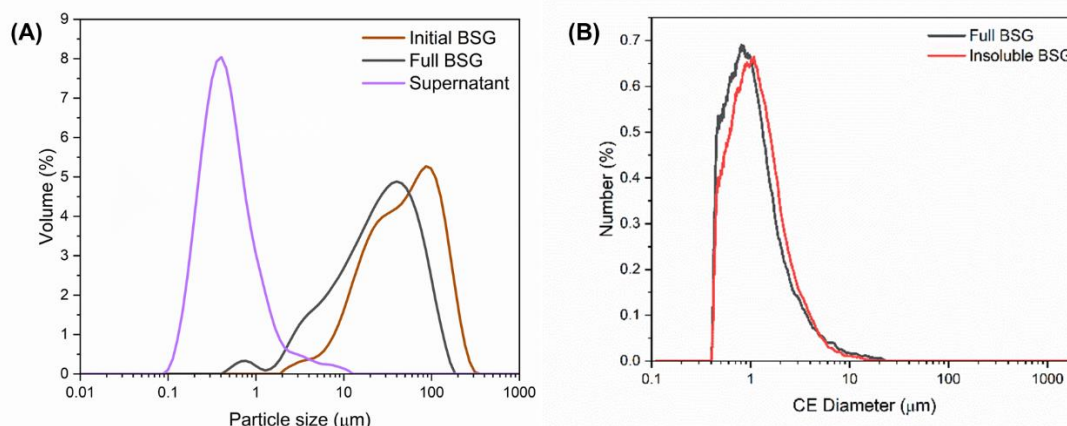 (A)
Initial BSG
Full BSG
Supernatant
Volume (%)
9
8
7
6
5
4
3
2
1
0
0.01 0.1 1 10 100 1000
Particle size (μm)
(B)
Full BSG
Insoluble BSG
Number (%)
0.7
0.6
0.5
0.4
0.3
0.2
0.1
0.0
0.1 1 10 100 1000
CE Diameter (μm)